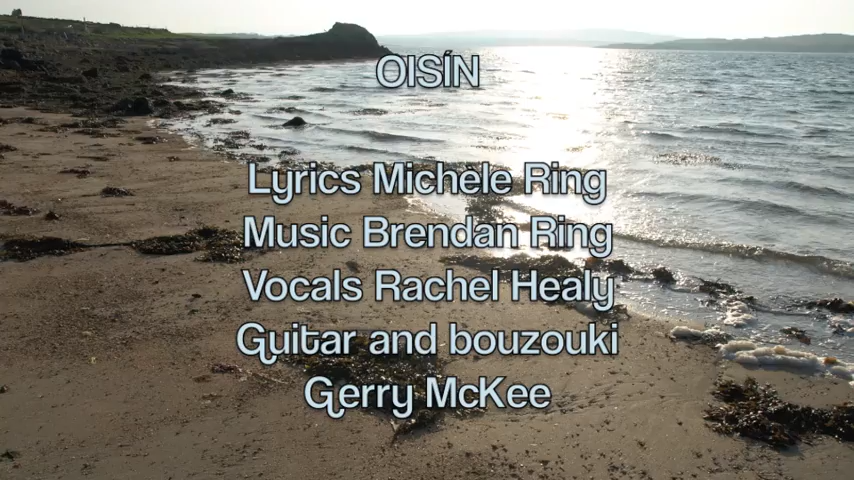 OISÍN
Lyrics Michele Ring
Music Brendan Ring
Vocals Rachel Healy
Guitar and bouzouki
Gerry McKee